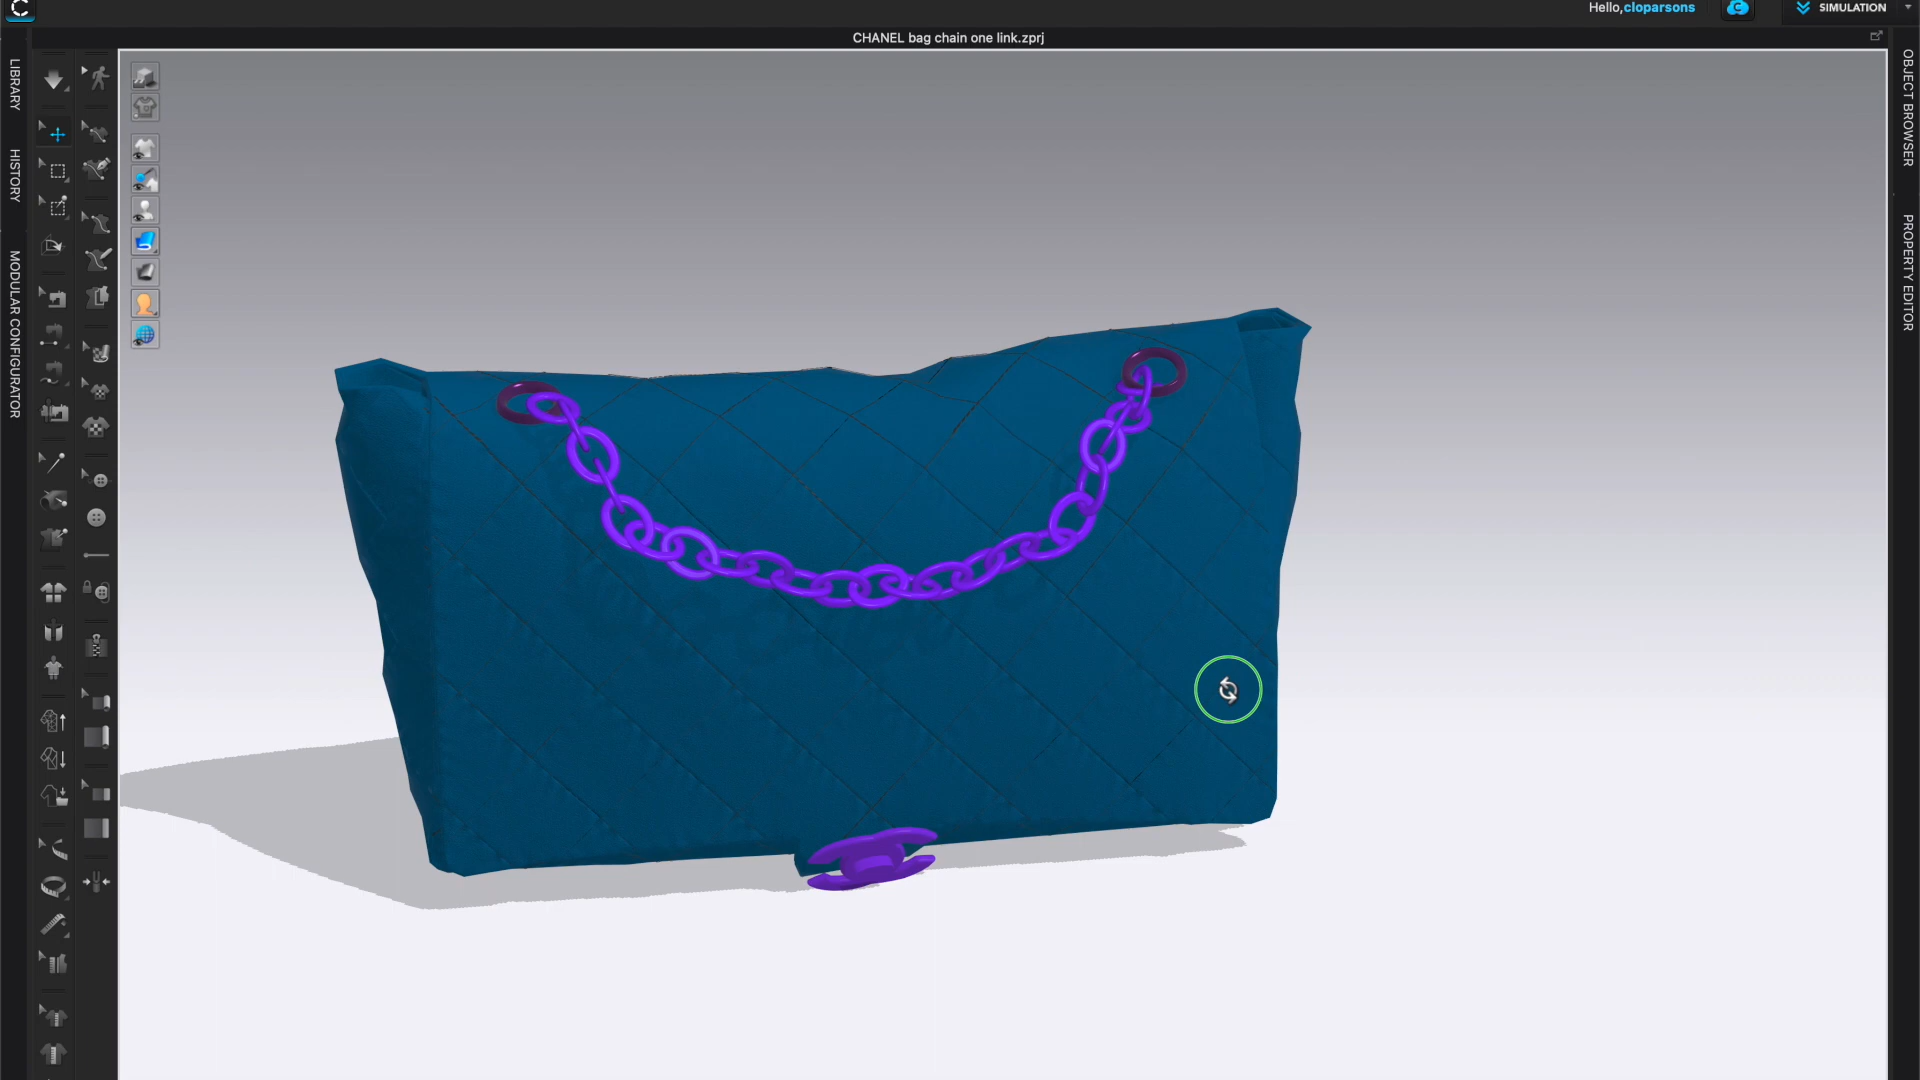 Hello,cloparsons
SIMULATION
CHANEL bag chain one link.zprj
LIBRARY
HISTORY
MODULAR CONFIGURATOR
OBJECT BROWSER
PROPERTY EDITOR